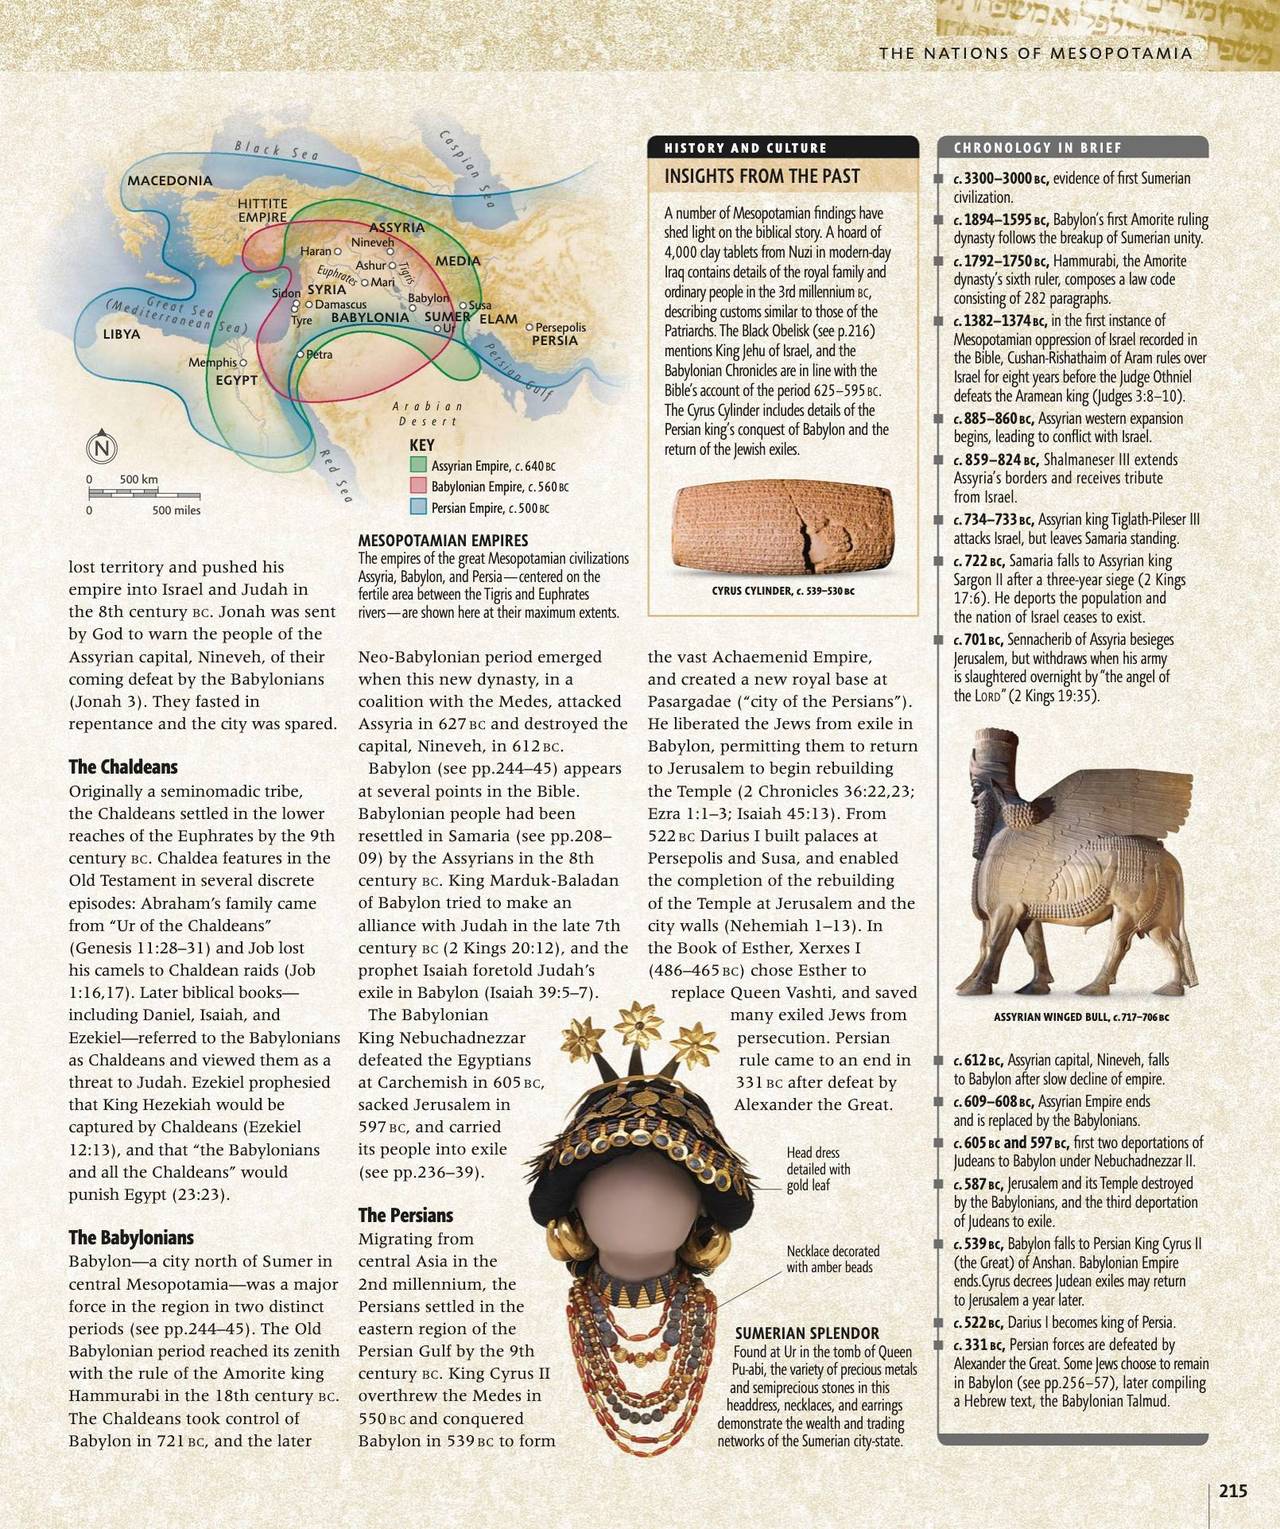 THE NATIONS OF MESOPOTAMIA
Black Sea
Caspian Sea
MACEDONIA
HITTITE
EMPIRE
ASSYRIA
Nineveh
Haran
MEDIA
Ashur
Tigris
Euphrates
Mari
Sidon
SYRIA
Great Sea
(Mediterranean Sea)
Damascus
Babylon
Susa
Tyre
BABYLONIA
SUMER
ELAM
Ur
Persepolis
PERSIA
LIBYA
Petra
Memphis
EGYPT
Persian Gulf
Arabian
Desert
Red Sea
N
0 500 km
0 500 miles
KEY
Assyrian Empire, c. 640 BC
Babylonian Empire, c. 560 BC
Persian Empire, c. 500 BC
MESOPOTAMIAN EMPIRES
The empires of the great Mesopotamian civilizations
Assyria, Babylon, and Persia—centered on the
fertile area between the Tigris and Euphrates
rivers—are shown here at their maximum extents.
lost territory and pushed his
empire into Israel and Judah in
the 8th century BC. Jonah was sent
by God to warn the people of the
Assyrian capital, Nineveh, of their
coming defeat by the Babylonians
(Jonah 3). They fasted in
repentance and the city was spared.
The Chaldeans
Originally a seminomadic tribe,
the Chaldeans settled in the lower
reaches of the Euphrates by the 9th
century BC. Chaldea features in the
Old Testament in several discrete
episodes: Abraham's family came
from “Ur of the Chaldeans”
(Genesis 11:28–31) and Job lost
his camels to Chaldean raids (Job
1:16,17). Later biblical books—
including Daniel, Isaiah, and
Ezekiel—referred to the Babylonians
as Chaldeans and viewed them as a
threat to Judah. Ezekiel prophesied
that King Hezekiah would be
captured by Chaldeans (Ezekiel
12:13), and that “the Babylonians
and all the Chaldeans” would
punish Egypt (23:23).
The Babylonians
Babylon—a city north of Sumer in
central Mesopotamia—was a major
force in the region in two distinct
periods (see pp.244–45). The Old
Babylonian period reached its zenith
with the rule of the Amorite king
Hammurabi in the 18th century BC.
The Chaldeans took control of
Babylon in 721 BC, and the later
Neo-Babylonian period emerged
when this new dynasty, in a
coalition with the Medes, attacked
Assyria in 627 BC and destroyed the
capital, Nineveh, in 612 BC.
Babylon (see pp.244–45) appears
at several points in the Bible.
Babylonian people had been
resettled in Samaria (see pp.208–
09) by the Assyrians in the 8th
century BC. King Marduk-Baladan
of Babylon tried to make an
alliance with Judah in the late 7th
century BC (2 Kings 20:12), and the
prophet Isaiah foretold Judah's
exile in Babylon (Isaiah 39:5–7).
The Babylonian
King Nebuchadnezzar
defeated the Egyptians
at Carchemish in 605 BC,
sacked Jerusalem in
597 BC, and carried
its people into exile
(see pp.236–39).
The Persians
Migrating from
central Asia in the
2nd millennium, the
Persians settled in the
eastern region of the
Persian Gulf by the 9th
century BC. King Cyrus II
overthrew the Medes in
550 BC and conquered
Babylon in 539 BC to form
the vast Achaemenid Empire,
and created a new royal base at
Pasargadae (“city of the Persians”).
He liberated the Jews from exile in
Babylon, permitting them to return
to Jerusalem to begin rebuilding
the Temple (2 Chronicles 36:22,23;
Ezra 1:1–3; Isaiah 45:13). From
522 BC Darius I built palaces at
Persepolis and Susa, and enabled
the completion of the rebuilding
of the Temple at Jerusalem and the
city walls (Nehemiah 1–13). In
the Book of Esther, Xerxes I
(486–465 BC) chose Esther to
replace Queen Vashti, and saved
many exiled Jews from
persecution. Persian
rule came to an end in
331 BC after defeat by
Alexander the Great.
Head dress
detailed with
gold leaf
Necklace decorated
with amber beads
SUMERIAN SPLENDOR
Found at Ur in the tomb of Queen
Pu-abi, the variety of precious metals
and semiprecious stones in this
headdress, necklaces, and earrings
demonstrate the wealth and trading
networks of the Sumerian city-state.
HISTORY AND CULTURE
INSIGHTS FROM THE PAST
A number of Mesopotamian findings have
shed light on the biblical story. A hoard of
4,000 clay tablets from Nuzi in modern-day
Iraq contains details of the royal family and
ordinary people in the 3rd millennium BC,
describing customs similar to those of the
Patriarchs. The Black Obelisk (see p.216)
mentions King Jehu of Israel, and the
Babylonian Chronicles are in line with the
Bible's account of the period 625–595 BC.
The Cyrus Cylinder includes details of the
Persian king's conquest of Babylon and the
return of the Jewish exiles.
CYRUS CYLINDER, c. 539–530 BC
CHRONOLOGY IN BRIEF
c. 3300–3000 BC, evidence of first Sumerian
civilization.
c. 1894–1595 BC, Babylon's first Amorite ruling
dynasty follows the breakup of Sumerian unity.
c. 1792–1750 BC, Hammurabi, the Amorite
dynasty's sixth ruler, composes a law code
consisting of 282 paragraphs.
c. 1382–1374 BC, in the first instance of
Mesopotamian oppression of Israel recorded in
the Bible, Cushan-Rishathaim of Aram rules over
Israel for eight years before the Judge Othniel
defeats the Aramean king (Judges 3:8–10).
c. 885–860 BC, Assyrian western expansion
begins, leading to conflict with Israel.
c. 859–824 BC, Shalmaneser III extends
Assyria's borders and receives tribute
from Israel.
c. 734–733 BC, Assyrian king Tiglath-Pileser III
attacks Israel, but leaves Samaria standing.
c. 722 BC, Samaria falls to Assyrian king
Sargon II after a three-year siege (2 Kings
17:6). He deports the population and
the nation of Israel ceases to exist.
c. 701 BC, Sennacherib of Assyria besieges
Jerusalem, but withdraws when his army
is slaughtered overnight by “the angel of
the LORD” (2 Kings 19:35).
ASSYRIAN WINGED BULL, c. 717–706 BC
c. 612 BC, Assyrian capital, Nineveh, falls
to Babylon after slow decline of empire.
c. 609–608 BC, Assyrian Empire ends
and is replaced by the Babylonians.
c. 605 BC and 597 BC, first two deportations of
Judeans to Babylon under Nebuchadnezzar II.
c. 587 BC, Jerusalem and its Temple destroyed
by the Babylonians, and the third deportation
of Judeans to exile.
c. 539 BC, Babylon falls to Persian King Cyrus II
(the Great) of Anshan. Babylonian Empire
ends.Cyrus decrees Judean exiles may return
to Jerusalem a year later.
c. 522 BC, Darius I becomes king of Persia.
c. 331 BC, Persian forces are defeated by
Alexander the Great. Some Jews choose to remain
in Babylon (see pp.256–57), later compiling
a Hebrew text, the Babylonian Talmud.
215